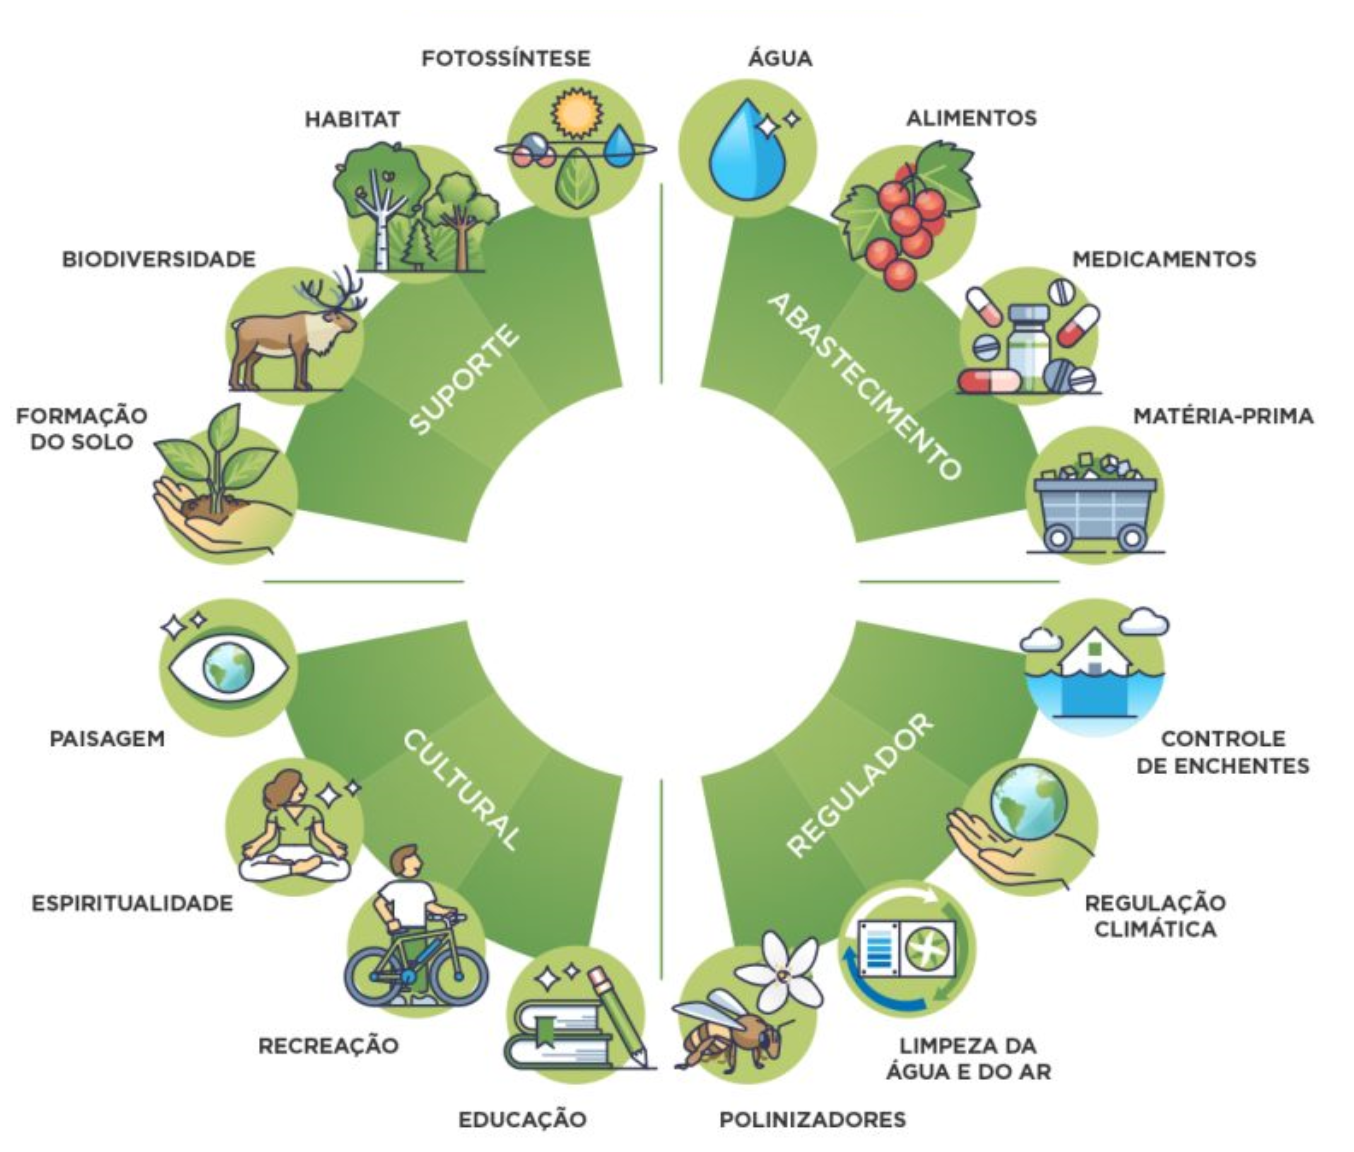 FOTOSSÍNTESE
ÁGUA
HABITAT
ALIMENTOS
BIODIVERSIDADE
MEDICAMENTOS
SUPORTE
ABASTECIMENTO
FORMAÇÃO
DO SOLO
MATÉRIA-PRIMA
PAISAGEM
CULTURAL
REGULADOR
CONTROLE
DE ENCHENTES
ESPIRITUALIDADE
REGULAÇÃO
CLIMÁTICA
RECREAÇÃO
LIMPEZA DA
ÁGUA E DO AR
EDUCAÇÃO
POLINIZADORES